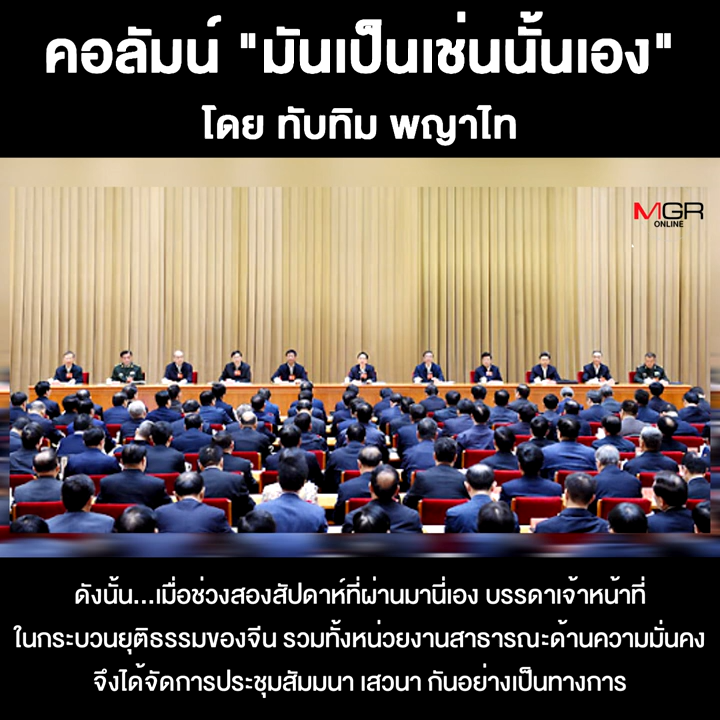 คอลัมน์ "มันเป็นเช่นนั้นเอง"
โดย ทับทิม พญาไท
MGR
ONLINE
ดังนั้น...เมื่อช่วงสองสัปดาห์ที่ผ่านมานี่เอง บรรดาเจ้าหน้าที่
ในกระบวนยุติธรรมของจีน รวมทั้งหน่วยงานสาธารณะด้านความมั่นคง
จึงได้จัดการประชุมสัมมนา เสวนา กันอย่างเป็นทางการ